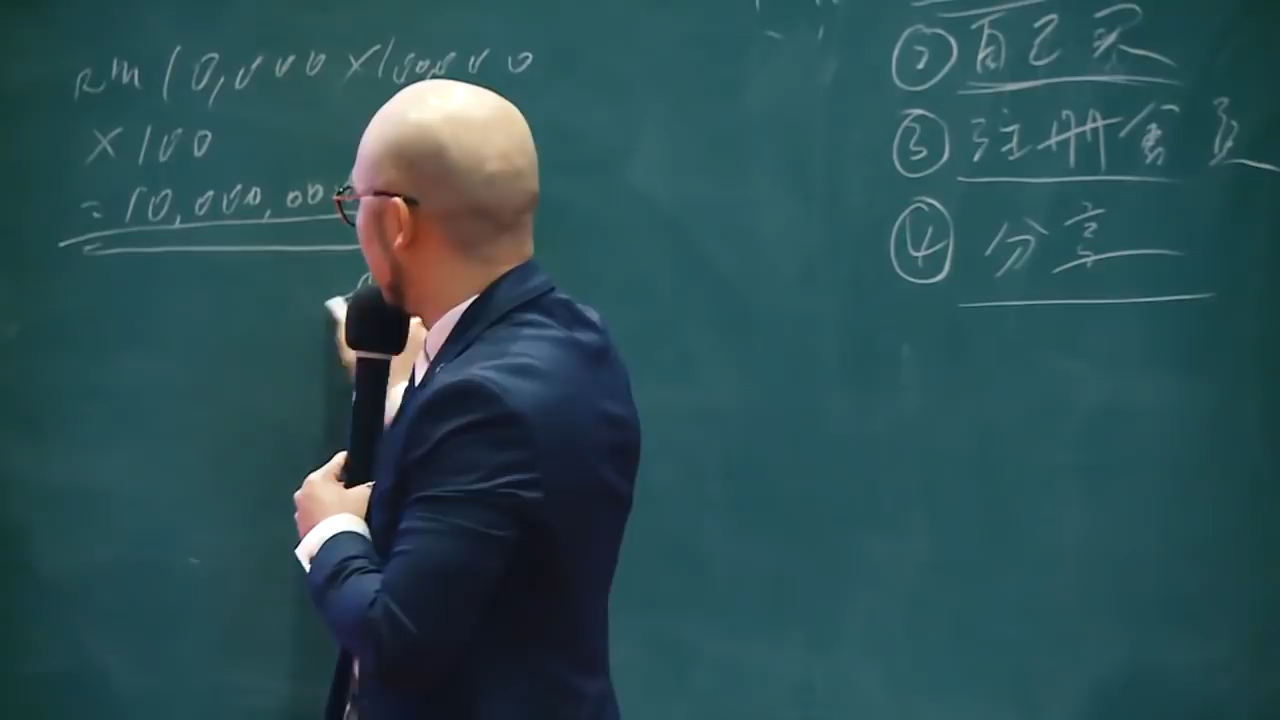 RM 10,000 X
X 100
= 10,000,00
② 自己买
③ 注册会员
④ 分享